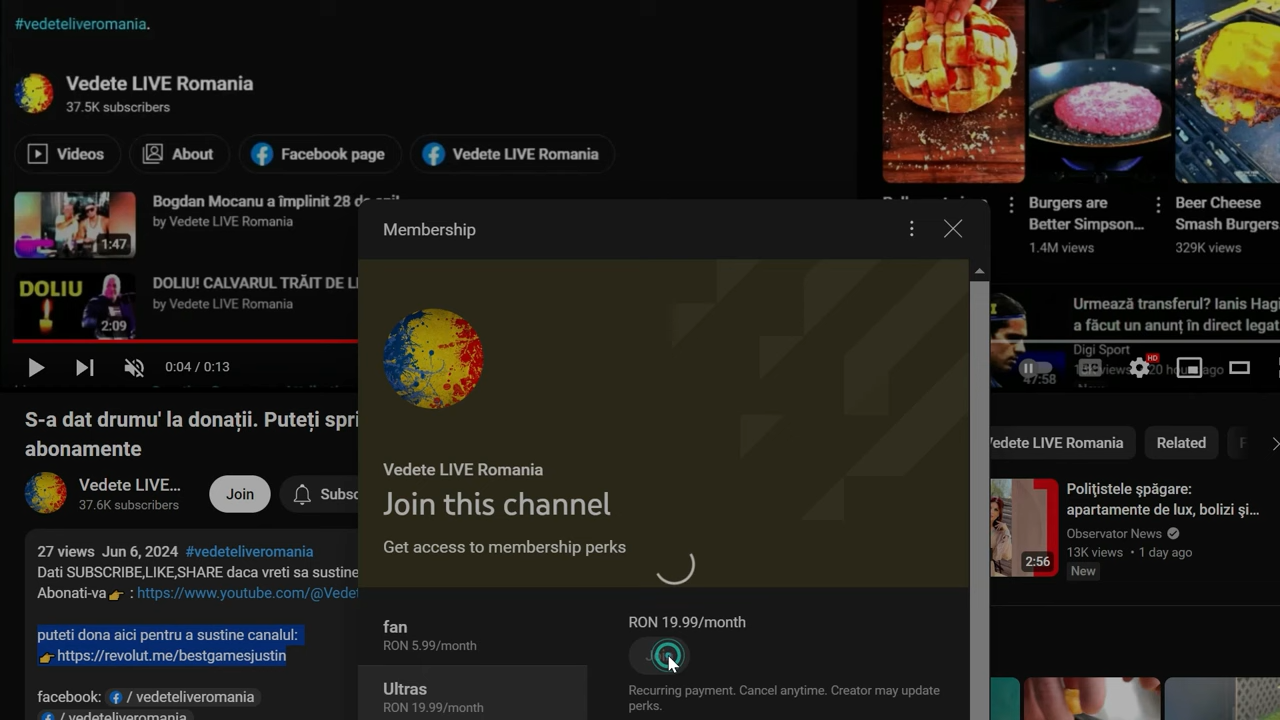 #vedeteliveromania.
Vedete LIVE Romania
37.5K subscribers
Videos
About
Facebook page
Vedete LIVE Romania
Bogdan Mocanu a împlinit 28 de
by Vedete LIVE Romania
1:47
DOLIU
DOLIU! CALVARUL TRĂIT DE
by Vedete LIVE Romania
2:09
0:04 / 0:13
S-a dat drumu' la donații. Puteți
abonamente
Vedete LIVE...
37.6K subscribers
Join
27 views Jun 6, 2024 #vedeteliveromania
Dati SUBSCRIBE,LIKE,SHARE daca vreti sa sustine
Abonati-va 👉 : https://www.youtube.com/@Vedet
puteti dona aici pentru a sustine canalul:
👉https://revolut.me/bestgamesjustin
facebook: / vedeteliveromania
/ vedeteliveromania
Membership
Vedete LIVE Romania
Join this channel
Get access to membership perks
fan
RON 5.99/month
Ultras
RON 19.99/month
RON 19.99/month
Recurring payment. Cancel anytime. Creator may update
perks.
Burgers are
Better Simpson...
1.4M views
Beer Cheese
Smash Burgers
329K views
Urmează transferul? Ianis Hagi
a făcut un anunț în direct legat
Digi Sport
views
20 hours ago
HD
47:58
Vedete LIVE Romania
Related
Polițistele șpăgare:
apartamente de lux, bolizi și...
Observator News
13K views • 1 day ago
New
2:56